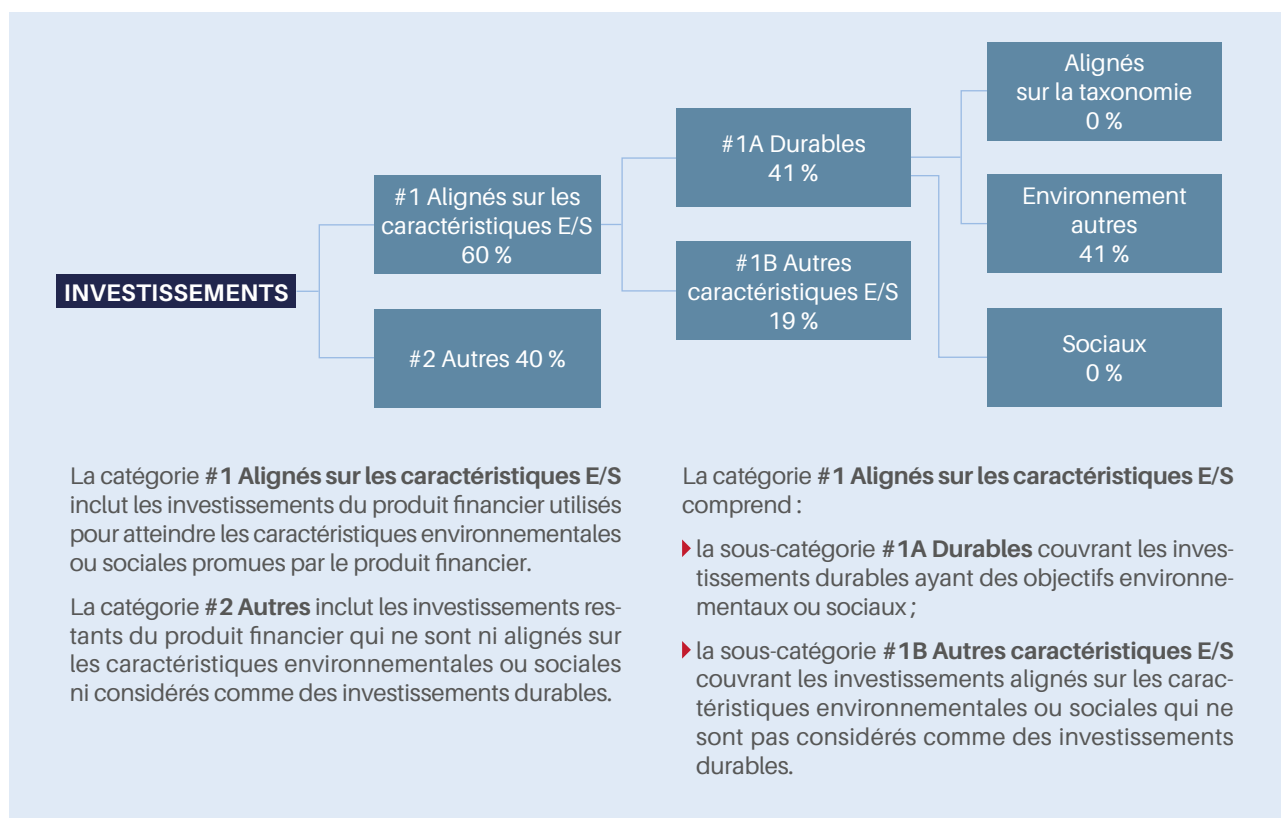 Alignés
sur la taxonomie
0 %
#1A Durables
41 %
#1 Alignés sur les
caractéristiques E/S
60 %
Environnement
autres
41 %
#1B Autres
caractéristiques E/S
19 %
INVESTISSEMENTS
#2 Autres 40 %
Sociaux
0 %
La catégorie #1 Alignés sur les caractéristiques E/S
inclut les investissements du produit financier utilisés
pour atteindre les caractéristiques environnementales
ou sociales promues par le produit financier.
La catégorie #2 Autres inclut les investissements res-
tants du produit financier qui ne sont ni alignés sur
les caractéristiques environnementales ou sociales
ni considérés comme des investissements durables.
La catégorie #1 Alignés sur les caractéristiques E/S
comprend :
la sous-catégorie #1A Durables couvrant les inves-
tissements durables ayant des objectifs environne-
mentaux ou sociaux ;
la sous-catégorie #1B Autres caractéristiques E/S
couvrant les investissements alignés sur les carac-
téristiques environnementales ou sociales qui ne
sont pas considérés comme des investissements
durables.